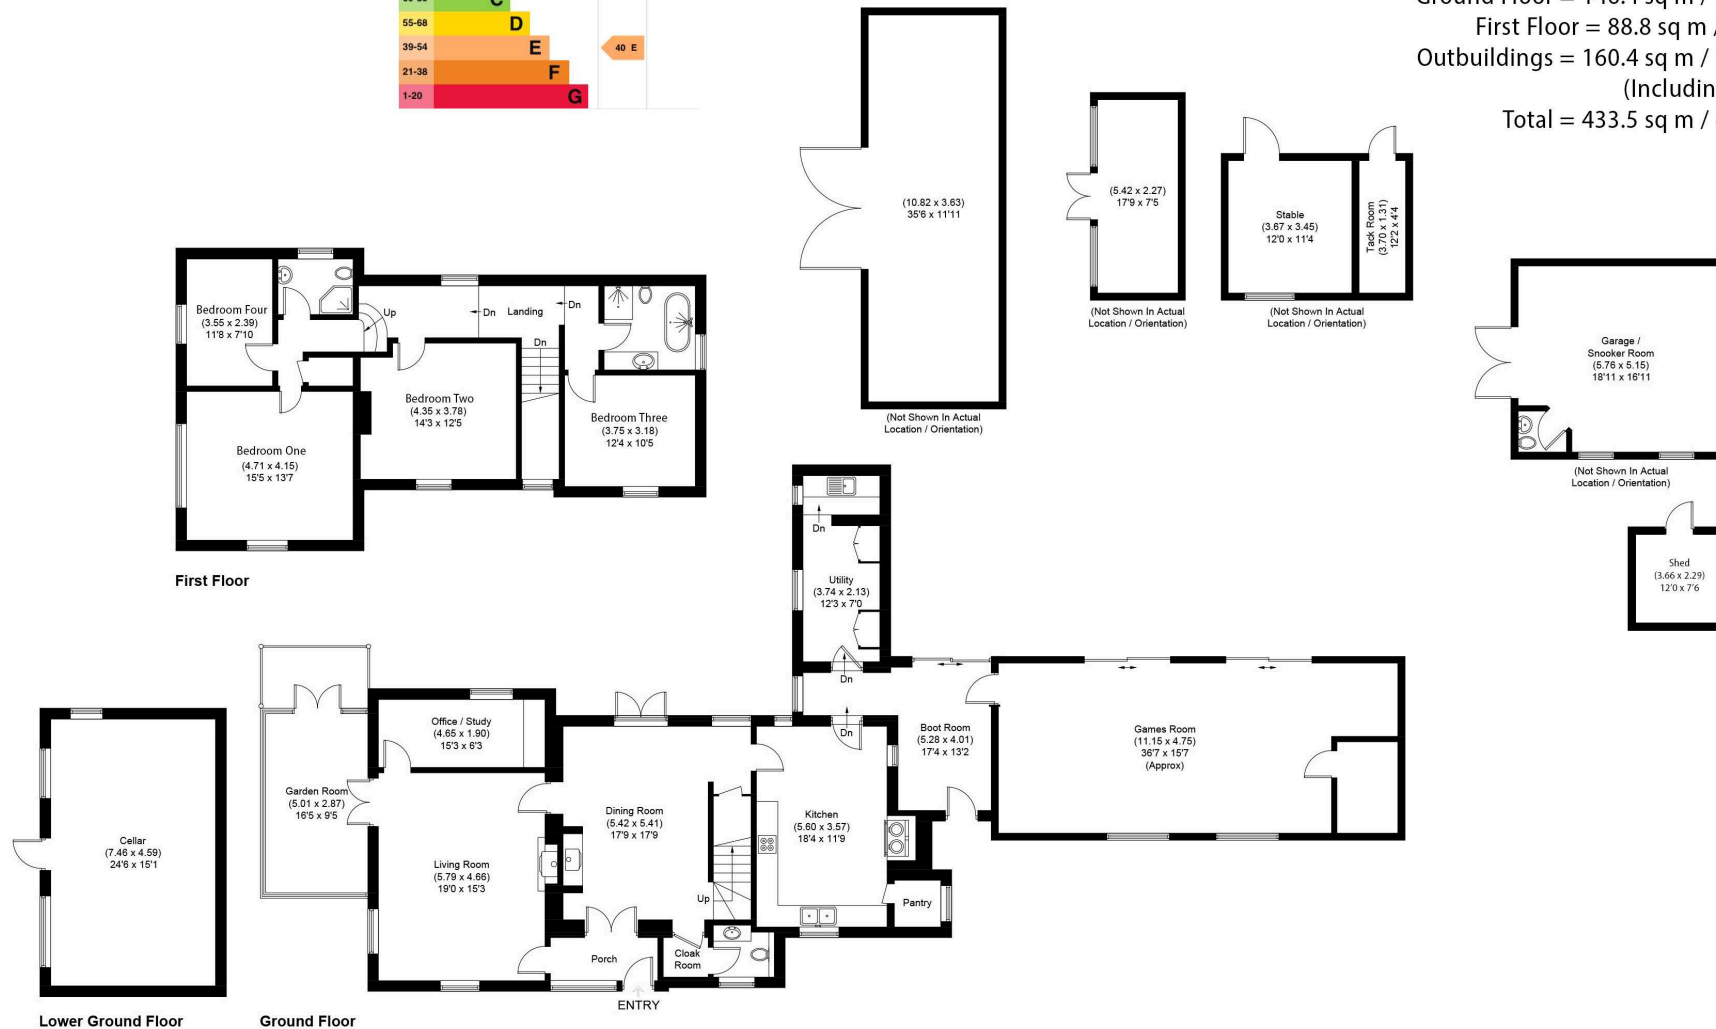 C
55-68 D
39-54 E
40 E
21-38 F
1-20 G
First Floor = 88.8 sq m /
Outbuildings = 160.4 sq m /
(Includin
Total = 433.5 sq m /
(10.82 x 3.63)
35'6 x 11'11
(Not Shown In Actual
Location / Orientation)
(5.42 x 2.27)
17'9 x 7'5
(Not Shown In Actual
Location / Orientation)
Stable
(3.67 x 3.45)
12'0 x 11'4
Tack Room
(3.70 x 1.31)
12'2 x 4'4
(Not Shown In Actual
Location / Orientation)
Garage /
Snooker Room
(5.76 x 5.15)
18'11 x 16'11
(Not Shown In Actual
Location / Orientation)
Shed
(3.66 x 2.29)
12'0 x 7'6
Bedroom Four
(3.55 x 2.39)
11'8 x 7'10
Up
Dn
Landing
Dn
Dn
Bedroom Two
(4.35 x 3.78)
14'3 x 12'5
Bedroom Three
(3.75 x 3.18)
12'4 x 10'5
Bedroom One
(4.71 x 4.15)
15'5 x 13'7
First Floor
Dn
Utility
(3.74 x 2.13)
12'3 x 7'0
Dn
Dn
Office / Study
(4.65 x 1.90)
15'3 x 6'3
Boot Room
(5.28 x 4.01)
17'4 x 13'2
Games Room
(11.15 x 4.75)
36'7 x 15'7
(Approx)
Garden Room
(5.01 x 2.87)
16'5 x 9'5
Dining Room
(5.42 x 5.41)
17'9 x 17'9
Kitchen
(5.60 x 3.57)
18'4 x 11'9
Cellar
(7.46 x 4.59)
24'6 x 15'1
Living Room
(5.79 x 4.66)
19'0 x 15'3
Up
Pantry
Porch
Cloak
Room
ENTRY
Lower Ground Floor
Ground Floor